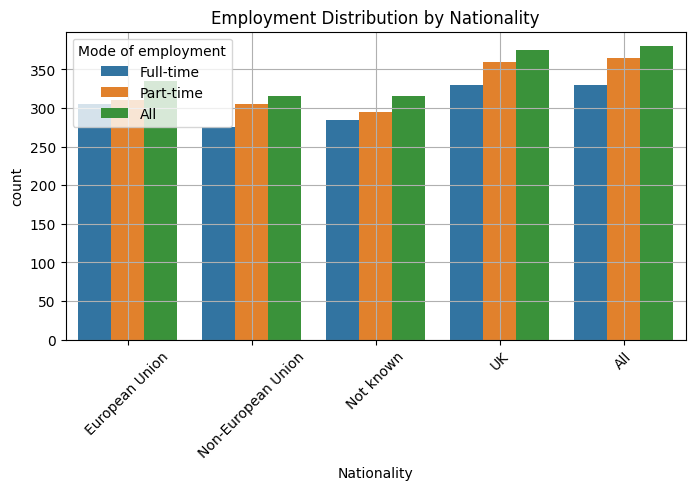 Employment Distribution by Nationality
Mode of employment
Full-time
Part-time
All
count
350
300
250
200
150
100
50
0
European Union
Non-European Union
Not known
UK
All
Nationality